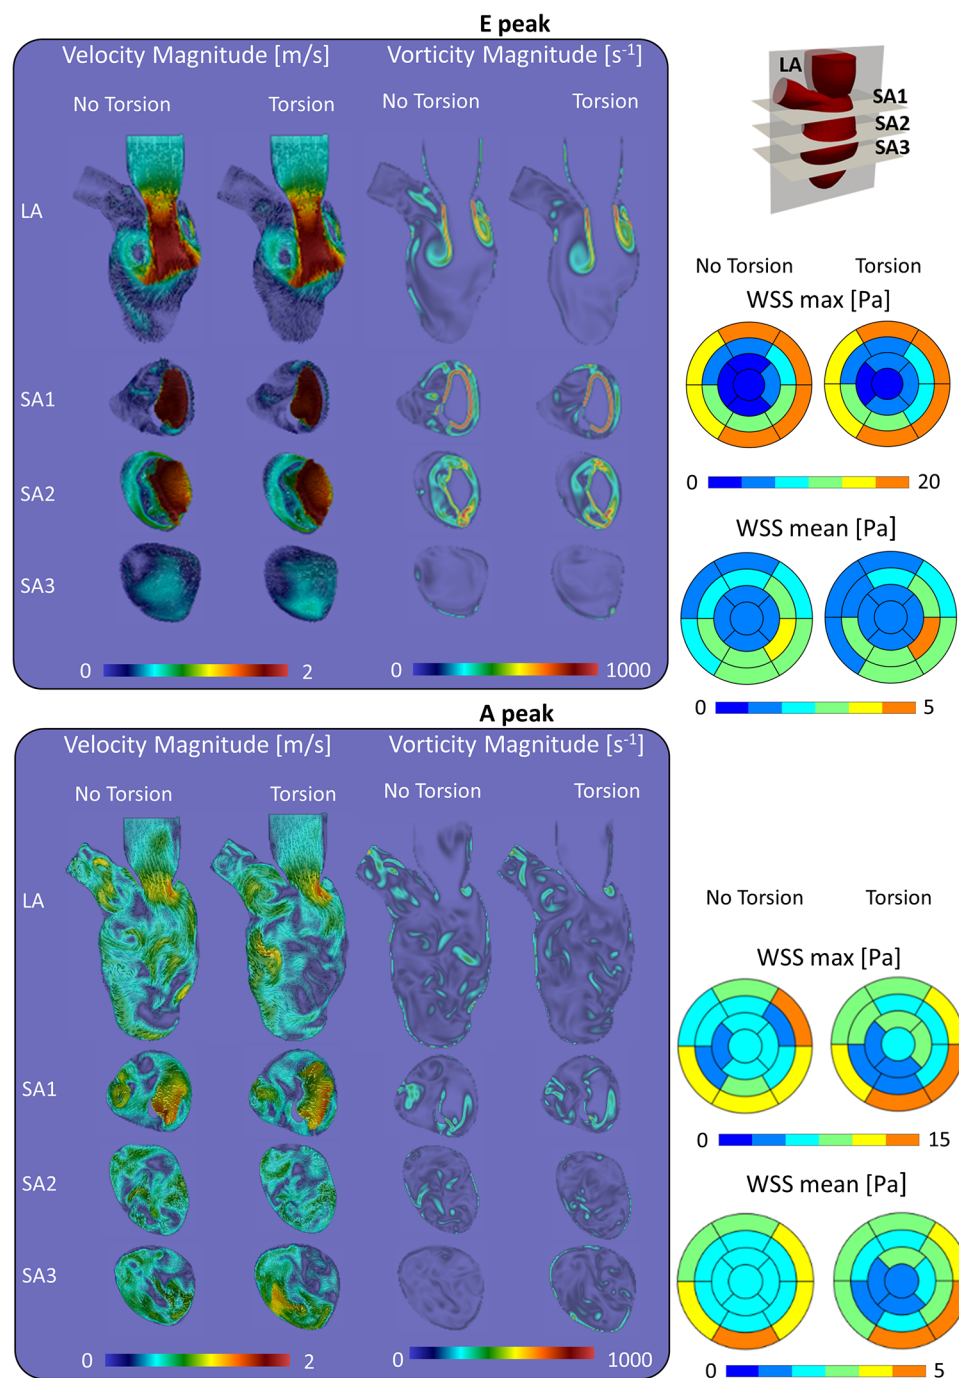 E peak
Velocity Magnitude [m/s] Vorticity Magnitude [s⁻¹]
No Torsion Torsion No Torsion Torsion
LA
SA1
SA2
SA3
0 2 0 1000
LA
SA1
SA2
SA3
No Torsion Torsion
WSS max [Pa]
0 20
WSS mean [Pa]
0 5
A peak
Velocity Magnitude [m/s] Vorticity Magnitude [s⁻¹]
No Torsion Torsion No Torsion Torsion
LA
SA1
SA2
SA3
0 2 0 1000
No Torsion Torsion
WSS max [Pa]
0 15
WSS mean [Pa]
0 5